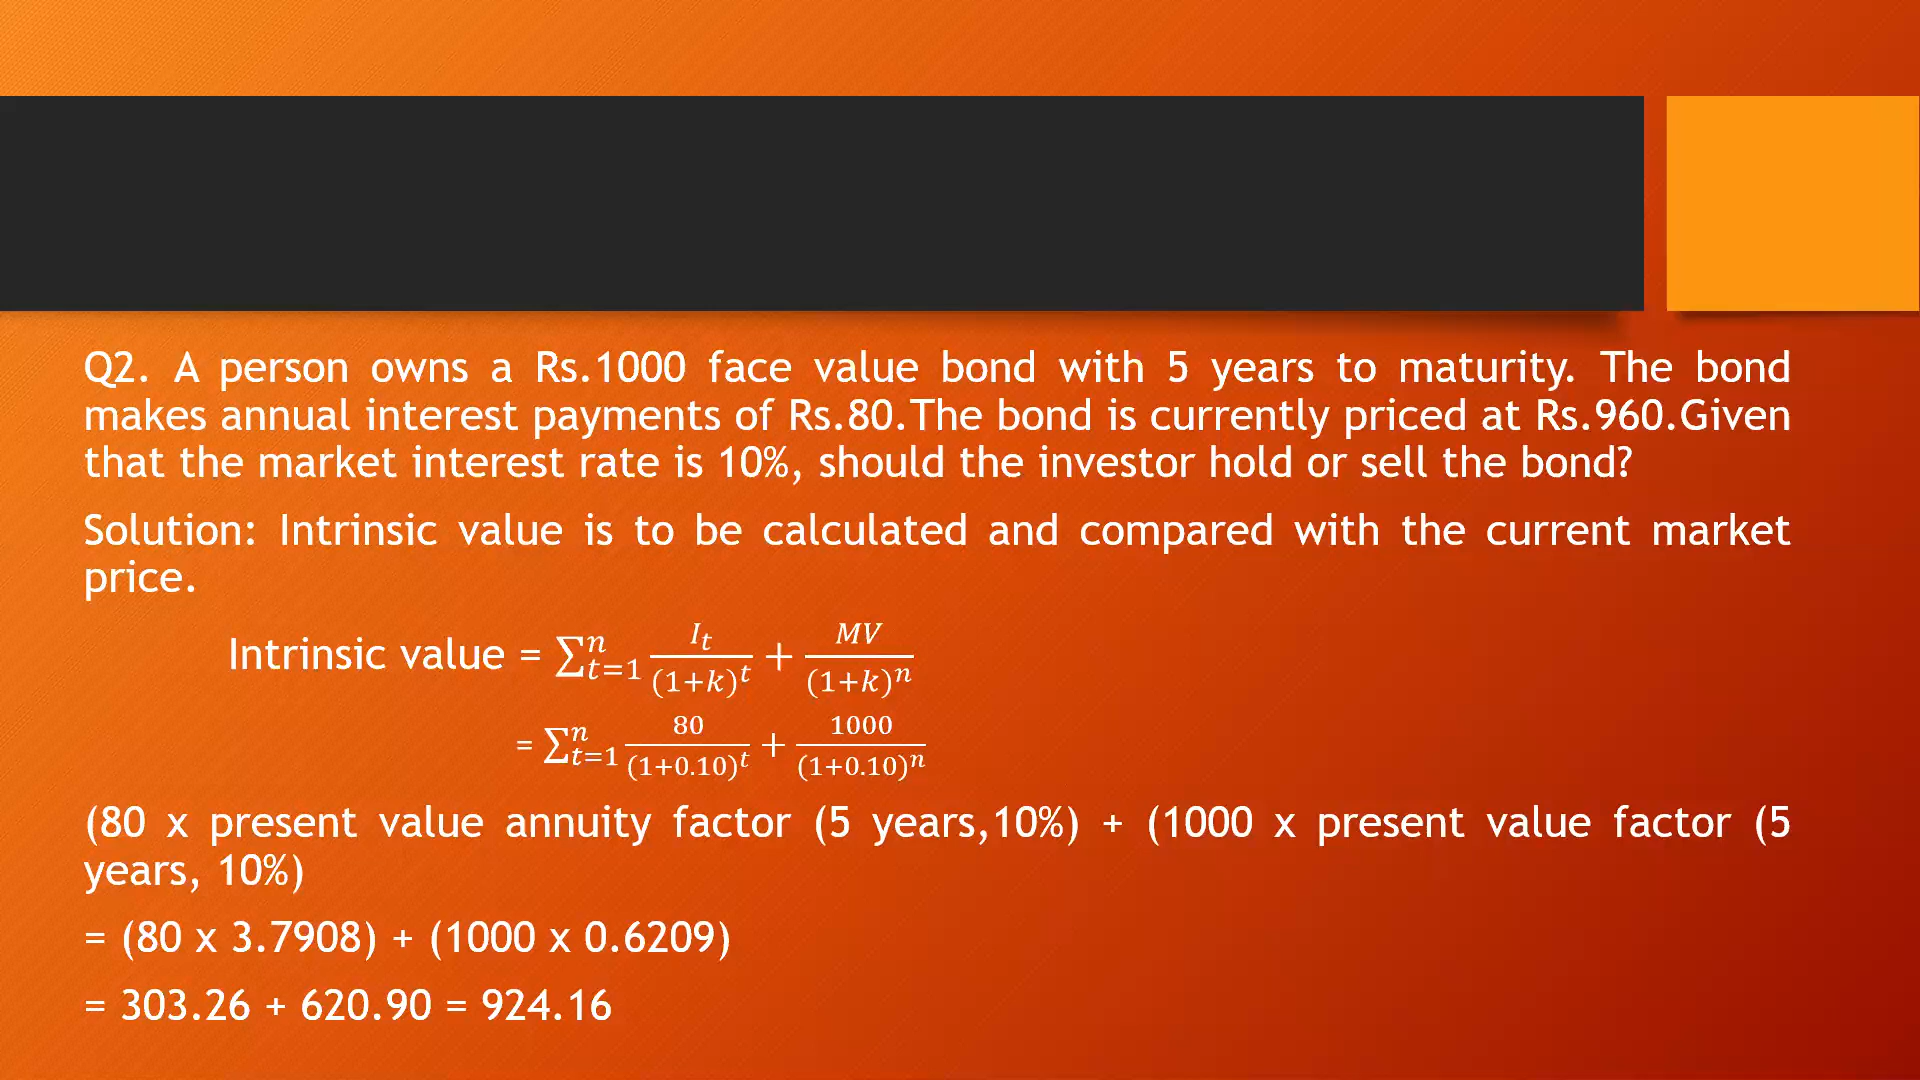 Q2. A person owns a Rs.1000 face value bond with 5 years to maturity. The bond
makes annual interest payments of Rs.80.The bond is currently priced at Rs.960.Given
that the market interest rate is 10%, should the investor hold or sell the bond?
Solution: Intrinsic value is to be calculated and compared with the current market
price.
Intrinsic value = ∑_{t=1}^{n} I_t/(1+k)^t + MV/(1+k)^n
= ∑_{t=1}^{n} 80/(1+0.10)^t + 1000/(1+0.10)^n
(80 x present value annuity factor (5 years,10%) + (1000 x present value factor (5
years, 10%)
= (80 x 3.7908) + (1000 x 0.6209)
= 303.26 + 620.90 = 924.16